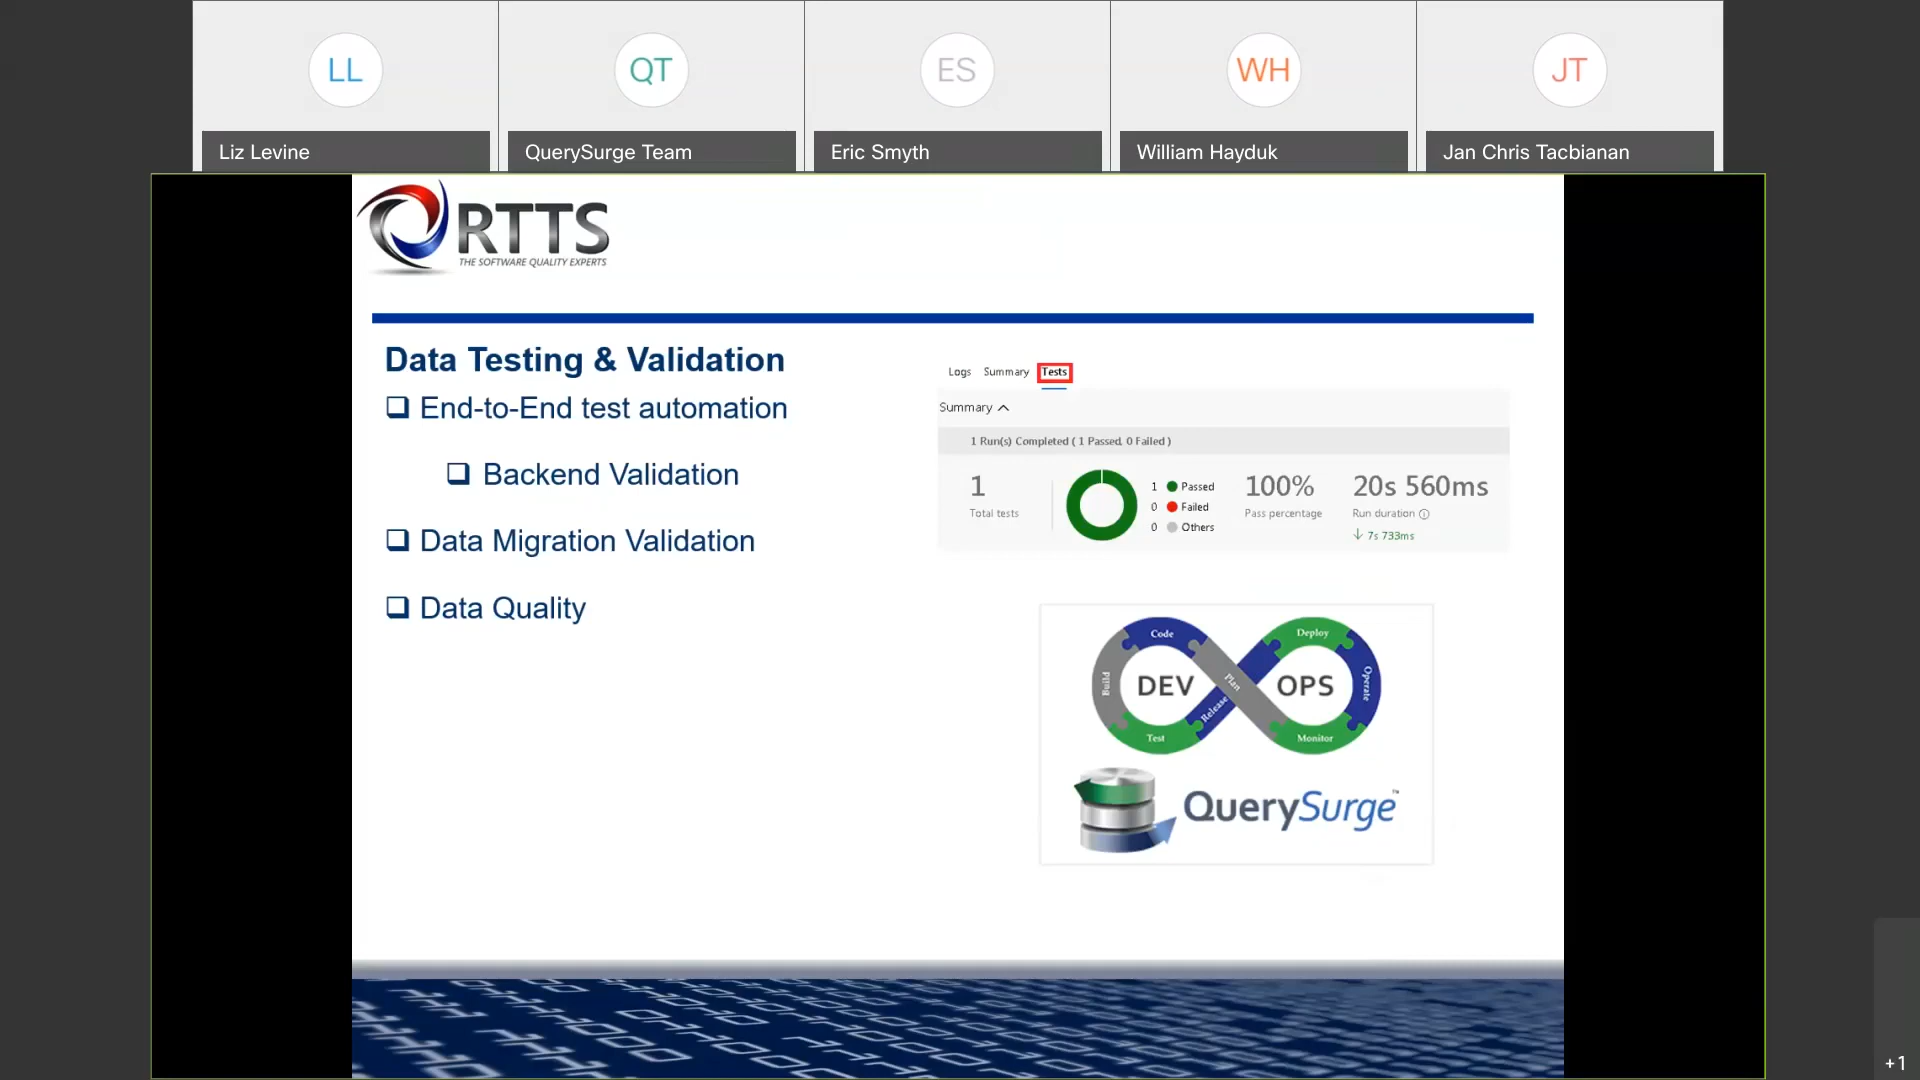 LL
QT
ES
WH
JT
Liz Levine
QuerySurge Team
Eric Smyth
William Hayduk
Jan Chris Tacbianan
RTTS
THE SOFTWARE QUALITY EXPERTS
Data Testing & Validation
End-to-End test automation
Backend Validation
Data Migration Validation
Data Quality
Logs Summary Tests
Summary
1 Run(s) Completed ( 1 Passed, 0 Failed )
1
Total tests
1 Passed
0 Failed
0 Others
100%
Pass percentage
20s 560ms
Run duration
7s 733ms
Code
Build
DEV
Test
Release
Plan
Deploy
OPS
Operate
Monitor
QuerySurge™
+1